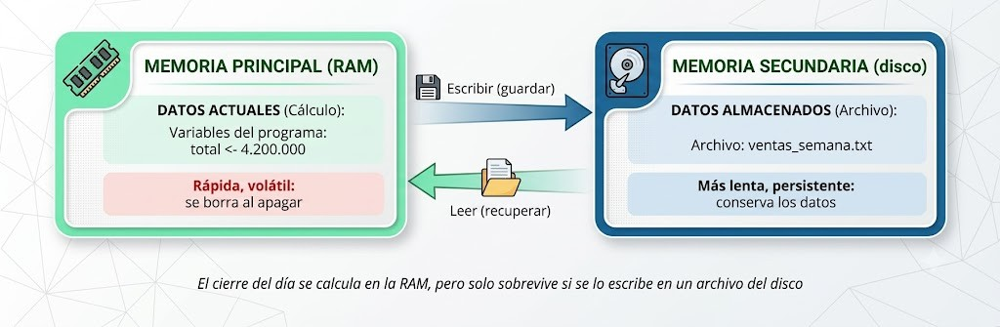 MEMORIA PRINCIPAL (RAM)
DATOS ACTUALES (Cálculo):
Variables del programa:
total <- 4.200.000
Rápida, volátil:
se borra al apagar
Escribir (guardar)
Leer (recuperar)
MEMORIA SECUNDARIA (disco)
DATOS ALMACENADOS (Archivo):
Archivo: ventas_semana.txt
Más lenta, persistente:
conserva los datos
El cierre del día se calcula en la RAM, pero solo sobrevive si se lo escribe en un archivo del disco